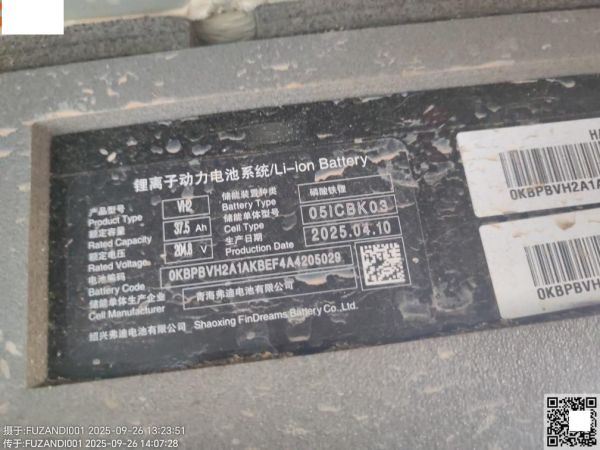 锂离子动力电池系统/Li-ion Battery
产品型号 VH2 储能装置种类 磷酸铁锂
Product Type Battery Type
额定容量 37.5 Ah 储能单体型号 05ICBK03
Rated Capacity Cell Type
额定电压 204.8 V 生产日期 2025.04.10
Rated Voltage Production Date
电池编码 0KBPBVH2A1AKBEF4A4205029
Battery Code
储能单体生产企业 青海弗迪电池有限公司
Cell Manufacturer
绍兴弗迪电池有限公司 Shaoxing FinDreams Battery Co.,Ltd.
HA
0KBPBVH2A1A
0KBPBVH
摄于:FUZANDI001 2025-09-26 13:23:51
传于:FUZANDI001 2025-09-26 14:07:28